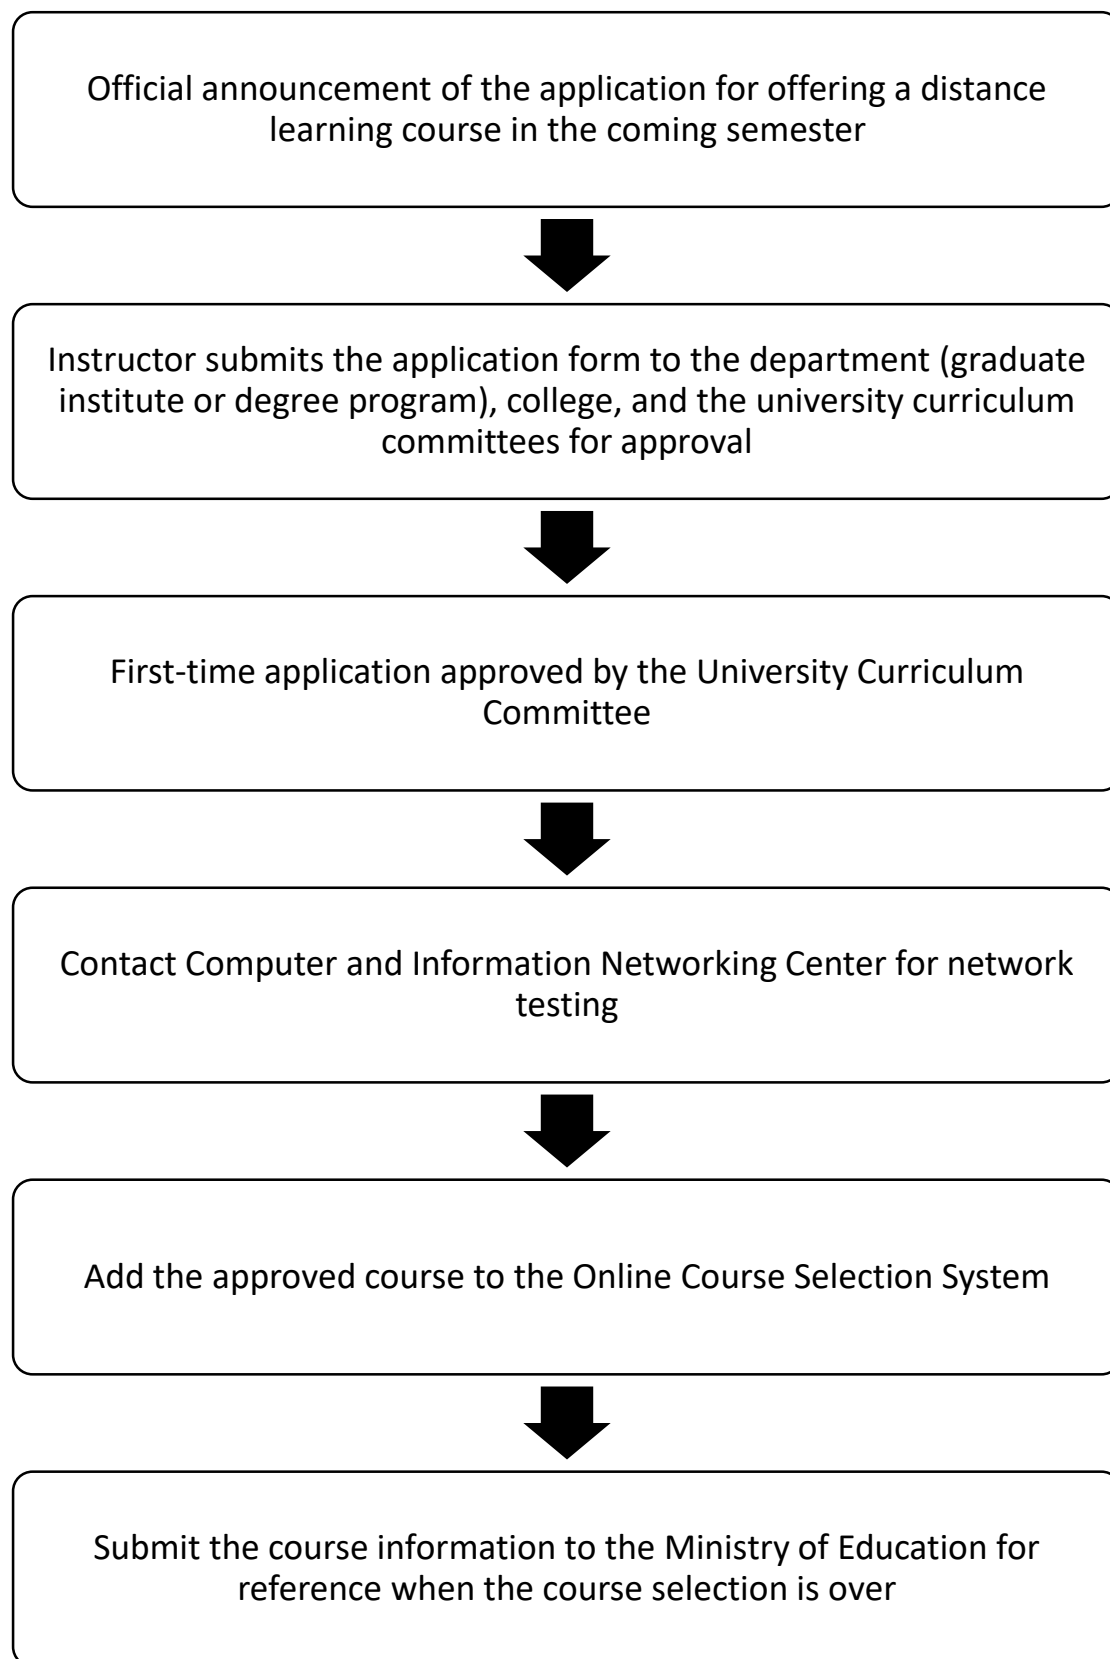 Official announcement of the application for offering a distance
learning course in the coming semester
Instructor submits the application form to the department (graduate
institute or degree program), college, and the university curriculum
committees for approval
First-time application approved by the University Curriculum
Committee
Contact Computer and Information Networking Center for network
testing
Add the approved course to the Online Course Selection System
Submit the course information to the Ministry of Education for
reference when the course selection is over